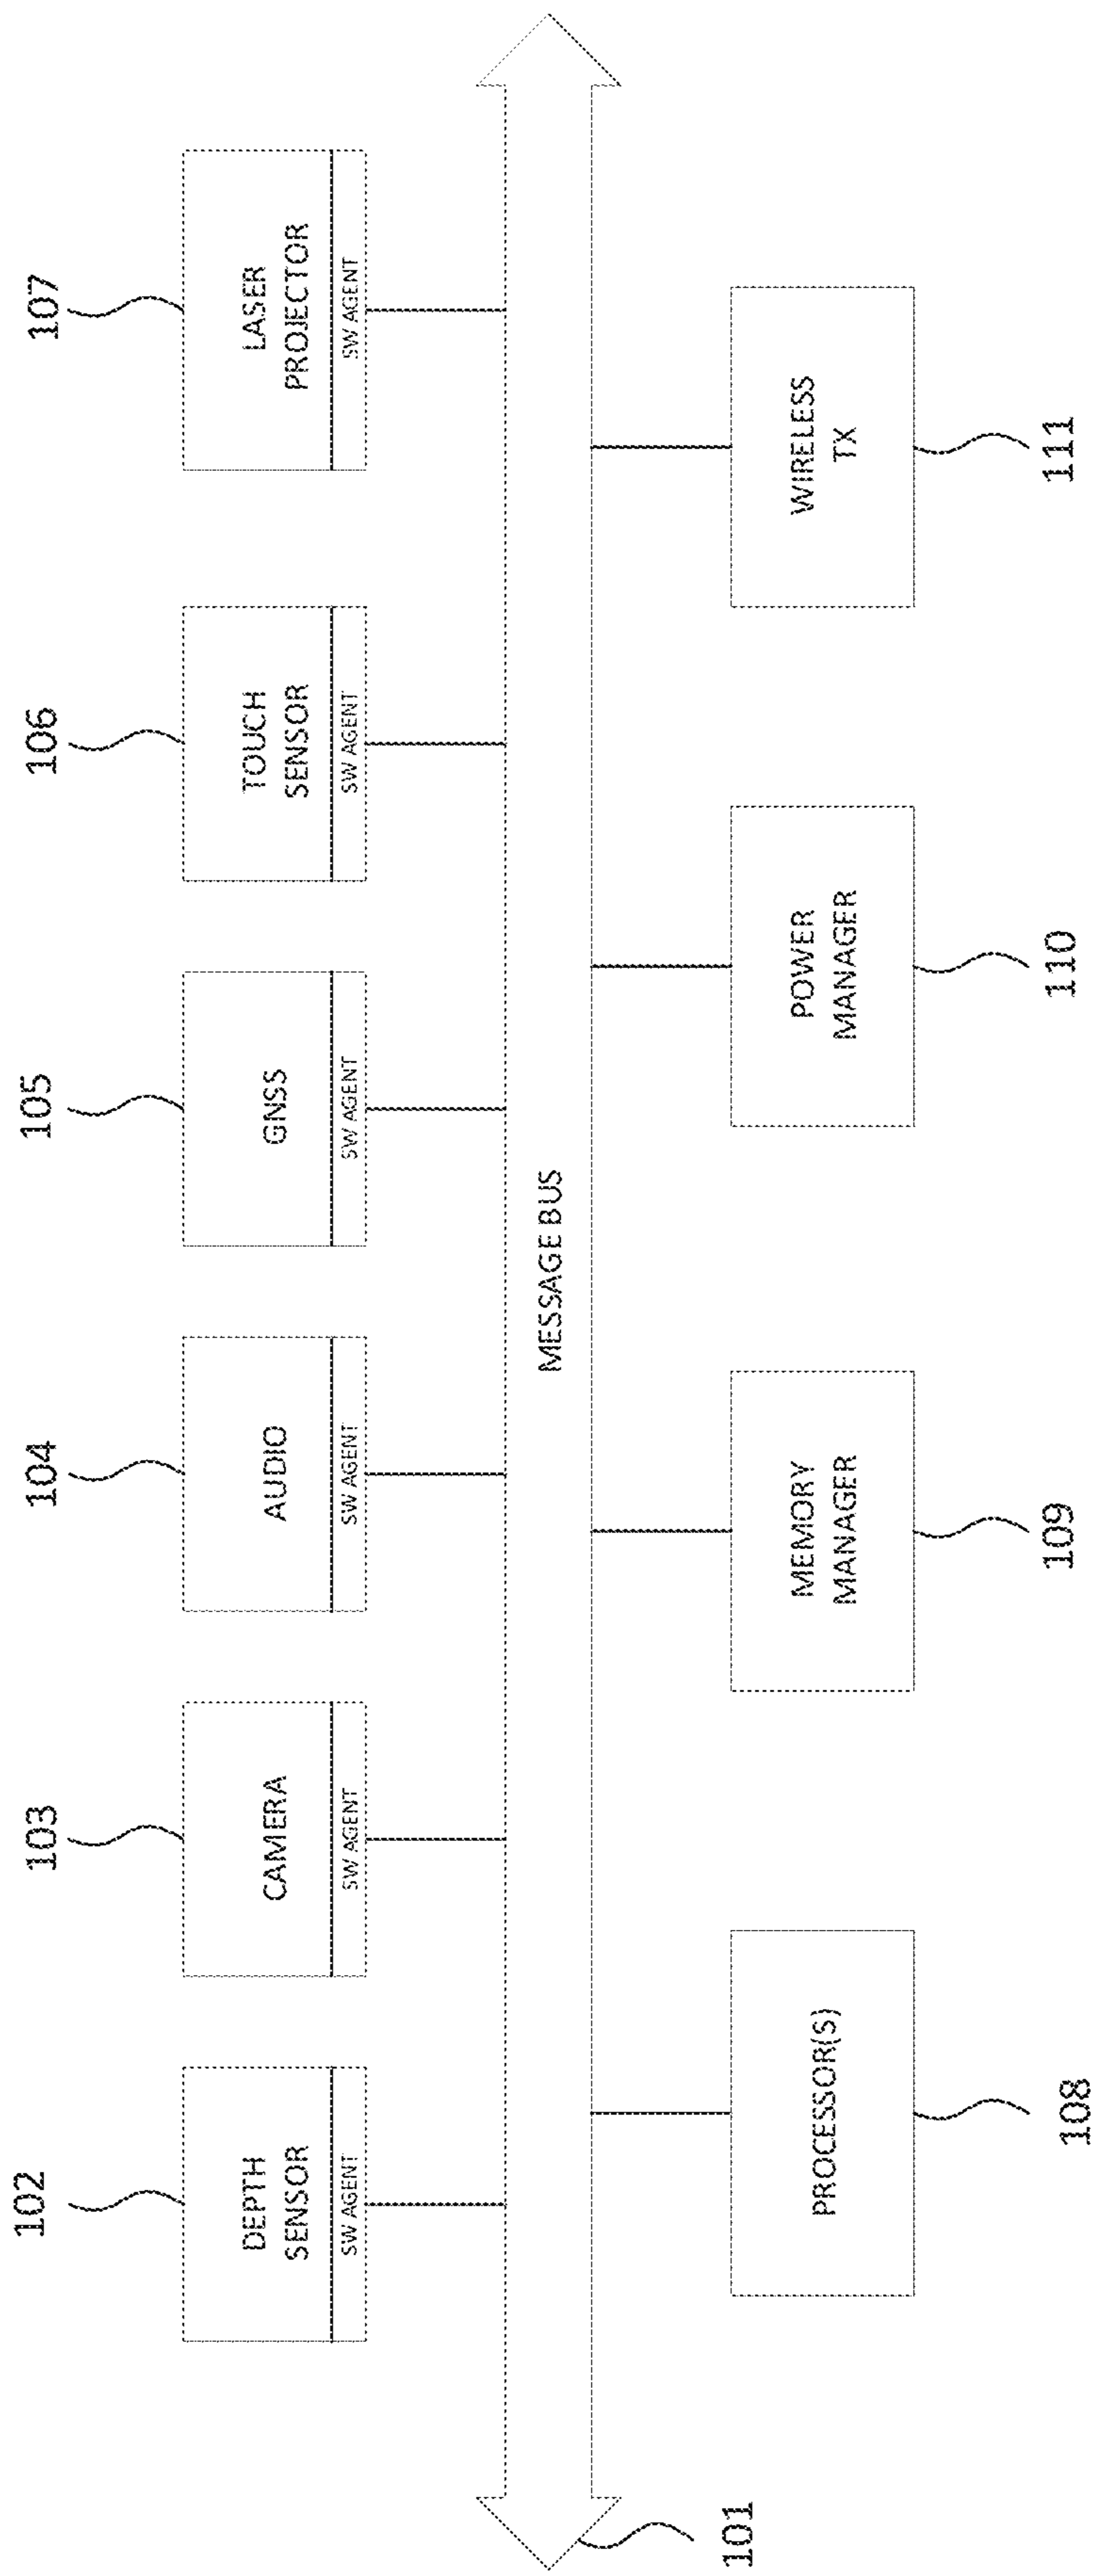 102
103
104
105
106
107
DEPTH
SENSOR
SW AGENT
CAMERA
SW AGENT
AUDIO
SW AGENT
GNSS
SW AGENT
TOUCH
SENSOR
SW AGENT
LASER
PROJECTOR
SW AGENT
MESSAGE BUS
101
PROCESSOR(S)
MEMORY
MANAGER
POWER
MANAGER
WIRELESS
TX
108
109
110
111